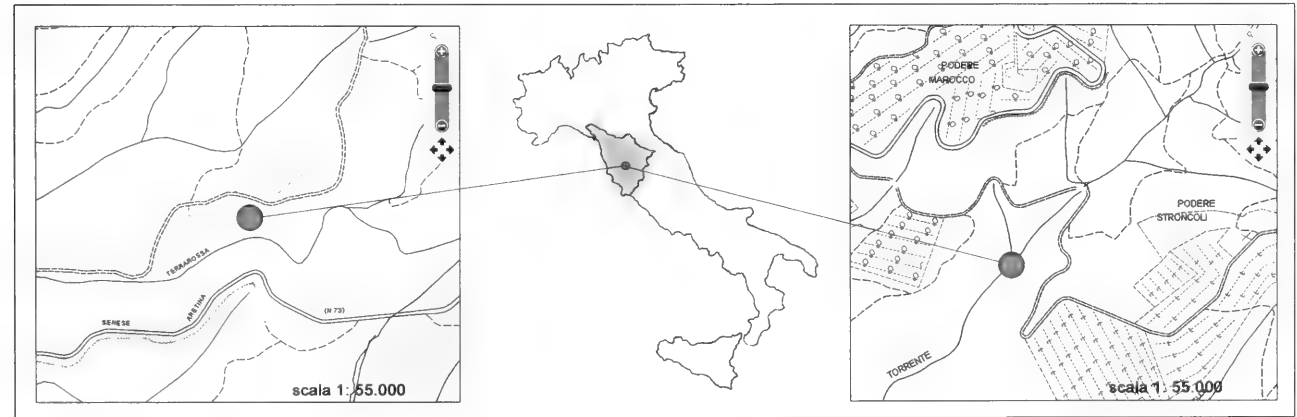 TERRAROSSA
SENESE ARETINA (N 73)
scala 1: 55.000
PODERE
MAROCCO
PODERE
STRONCOLI
TORRENTE
scala 1: 55.000